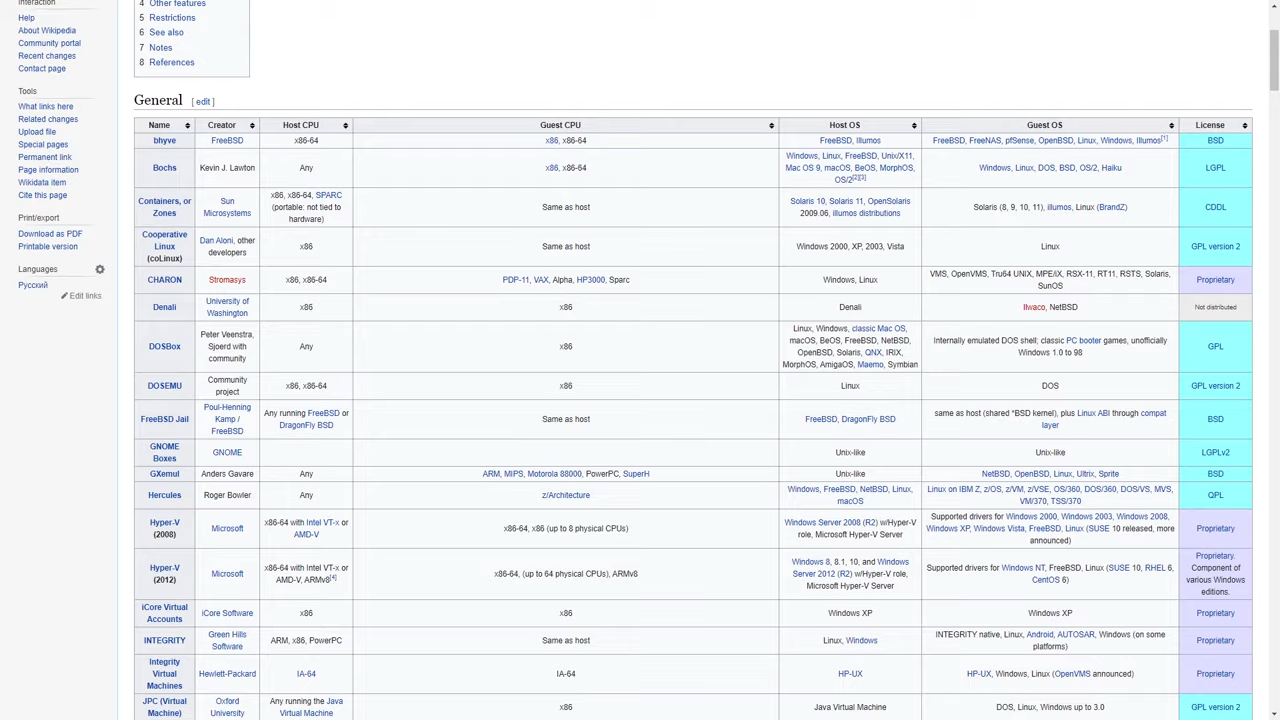 Interaction
Help
About Wikipedia
Community portal
Recent changes
Contact page
Tools
What links here
Related changes
Upload file
Special pages
Permanent link
Page information
Wikidata item
Cite this page
Print/export
Download as PDF
Printable version
Languages
Русский
Edit links
4 Other features
5 Restrictions
6 See also
7 Notes
8 References
General [ edit ]
Name Creator Host CPU Guest CPU Host OS Guest OS License
bhyve FreeBSD x86-64 x86, x86-64 FreeBSD, Illumos FreeBSD, FreeNAS, pfSense, OpenBSD, Linux, Windows, Illumos[1] BSD
Bochs Kevin J. Lawton Any x86, x86-64
Windows, Linux, FreeBSD, Unix/X11,
Mac OS 9, macOS, BeOS, MorphOS,
OS/2[2][3]
Windows, Linux, DOS, BSD, OS/2, Haiku LGPL
Containers, or
Zones
Sun
Microsystems
x86, x86-64, SPARC
(portable: not tied to
hardware)
Same as host
Solaris 10, Solaris 11, OpenSolaris
2009.06, illumos distributions
Solaris (8, 9, 10, 11), illumos, Linux (BrandZ) CDDL
Cooperative
Linux
(coLinux)
Dan Aloni, other
developers
x86 Same as host Windows 2000, XP, 2003, Vista Linux GPL version 2
CHARON Stromasys x86, x86-64 PDP-11, VAX, Alpha, HP3000, Sparc Windows, Linux
VMS, OpenVMS, Tru64 UNIX, MPE/iX, RSX-11, RT11, RSTS, Solaris,
SunOS
Proprietary
Denali
University of
Washington
x86 x86 Denali Ilwaco, NetBSD Not distributed
DOSBox
Peter Veenstra,
Sjoerd with
community
Any x86
Linux, Windows, classic Mac OS,
macOS, BeOS, FreeBSD, NetBSD,
OpenBSD, Solaris, QNX, IRIX,
MorphOS, AmigaOS, Maemo, Symbian
Internally emulated DOS shell; classic PC booter games, unofficially
Windows 1.0 to 98
GPL
DOSEMU
Community
project
x86, x86-64 x86 Linux DOS GPL version 2
FreeBSD Jail
Poul-Henning
Kamp /
FreeBSD
Any running FreeBSD or
DragonFly BSD
Same as host FreeBSD, DragonFly BSD
same as host (shared *BSD kernel), plus Linux ABI through compat
layer
BSD
GNOME
Boxes
GNOME Unix-like Unix-like LGPLv2
GXemul Anders Gavare Any ARM, MIPS, Motorola 88000, PowerPC, SuperH Unix-like NetBSD, OpenBSD, Linux, Ultrix, Sprite BSD
Hercules Roger Bowler Any z/Architecture
Windows, FreeBSD, NetBSD, Linux,
macOS
Linux on IBM Z, z/OS, z/VM, z/VSE, OS/360, DOS/360, DOS/VS, MVS,
VM/370, TSS/370
QPL
Hyper-V
(2008)
Microsoft
x86-64 with Intel VT-x or
AMD-V
x86-64, x86 (up to 8 physical CPUs)
Windows Server 2008 (R2) w/Hyper-V
role, Microsoft Hyper-V Server
Supported drivers for Windows 2000, Windows 2003, Windows 2008,
Windows XP, Windows Vista, FreeBSD, Linux (SUSE 10 released, more
announced)
Proprietary
Hyper-V
(2012)
Microsoft
x86-64 with Intel VT-x or
AMD-V, ARMv8[4]
x86-64, (up to 64 physical CPUs), ARMv8
Windows 8, 8.1, 10, and Windows
Server 2012 (R2) w/Hyper-V role,
Microsoft Hyper-V Server
Supported drivers for Windows NT, FreeBSD, Linux (SUSE 10, RHEL 6,
CentOS 6)
Proprietary.
Component of
various Windows
editions.
iCore Virtual
Accounts
iCore Software x86 x86 Windows XP Windows XP Proprietary
INTEGRITY
Green Hills
Software
ARM, x86, PowerPC Same as host Linux, Windows
INTEGRITY native, Linux, Android, AUTOSAR, Windows (on some
platforms)
Proprietary
Integrity
Virtual
Machines
Hewlett-Packard IA-64 IA-64 HP-UX HP-UX, Windows, Linux (OpenVMS announced) Proprietary
JPC (Virtual
Machine)
Oxford
University
Any running the Java
Virtual Machine
x86 Java Virtual Machine DOS, Linux, Windows up to 3.0 GPL version 2